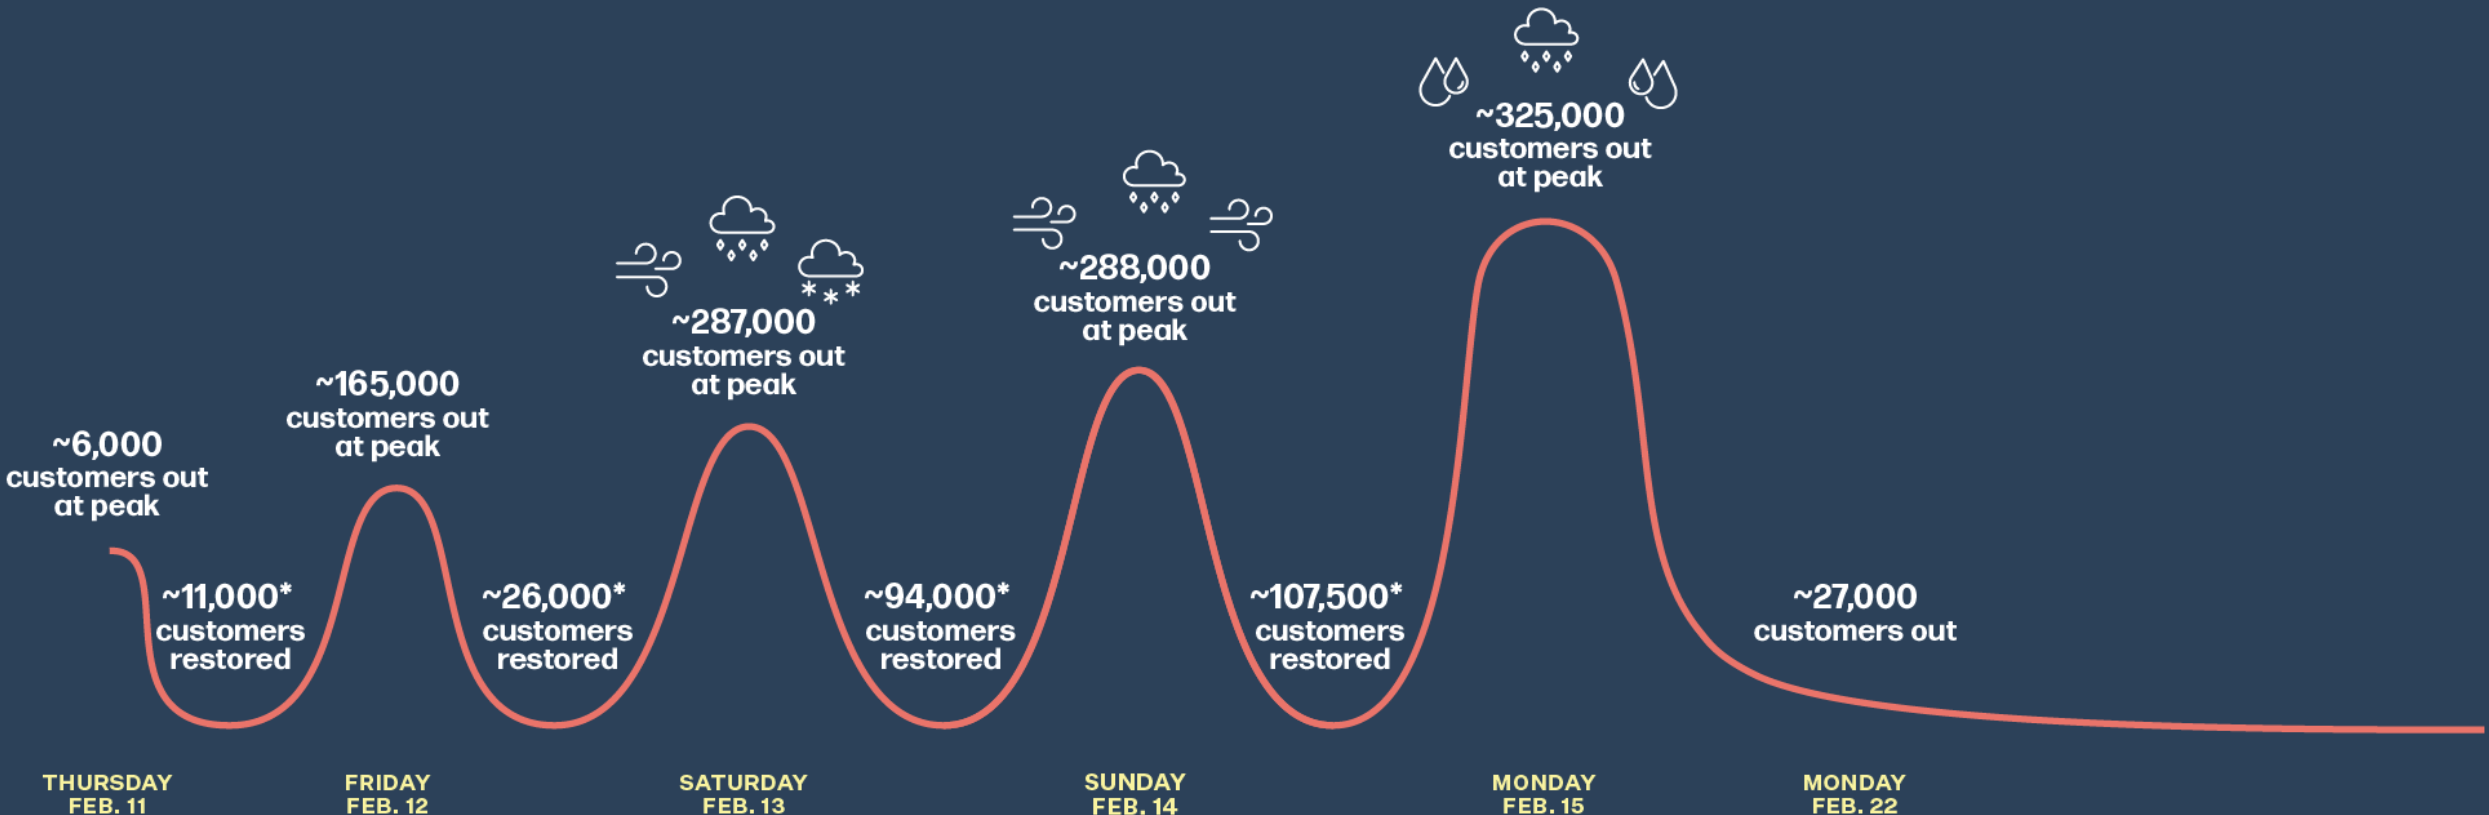 ~6,000
customers out
at peak
~11,000*
customers
restored
~165,000
customers out
at peak
~26,000*
customers
restored
~287,000
customers out
at peak
~94,000*
customers
restored
~288,000
customers out
at peak
~107,500*
customers
restored
~325,000
customers out
at peak
~27,000
customers out
THURSDAY
FEB. 11
FRIDAY
FEB. 12
SATURDAY
FEB. 13
SUNDAY
FEB. 14
MONDAY
FEB. 15
MONDAY
FEB. 22